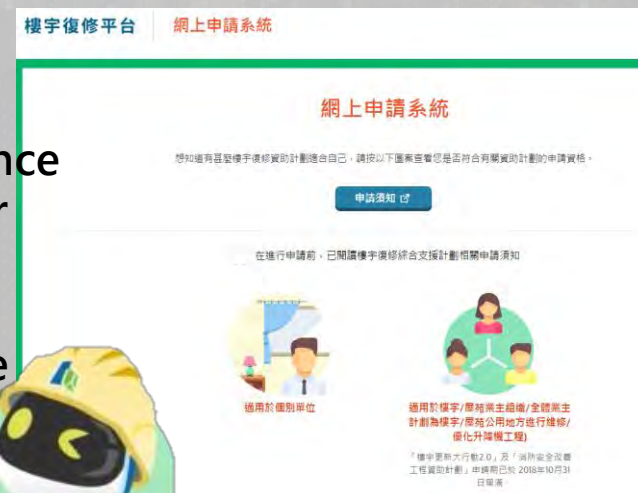 樓宇復修平台 網上申請系統
網上申請系統
想知道有甚麼樓宇復修資助計劃適合自己，請按以下圖案查看您是否符合有關資助計劃的申請資格。
nce
申請須知
r
在進行申請前，已閱讀樓宇復修綜合支援計劃相關申請須知
e
適用於個別單位
適用於樓宇/屋苑業主組織/全體業主
計劃為樓宇/屋苑公用地方進行維修/
優化升降機工程)
「樓宇更新大行動2.0」及「消防安全改善
工程資助計劃」申請期已於 2018年10月31
日屆滿